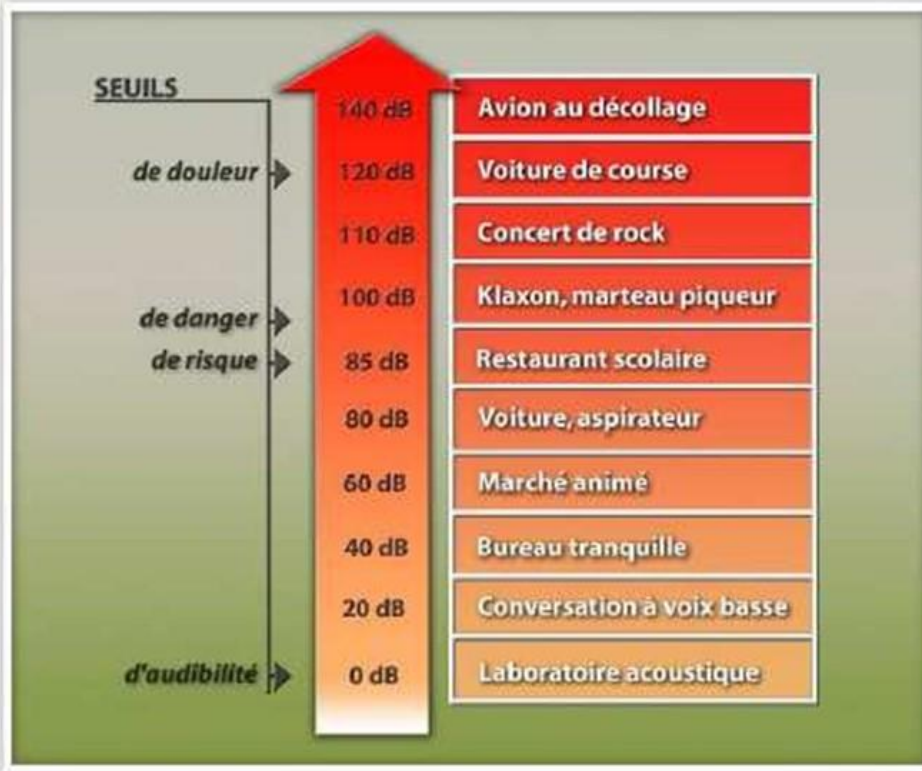 SEUILS
140 dB Avion au décollage
de douleur 120 dB Voiture de course
110 dB Concert de rock
100 dB Klaxon, marteau piqueur
de danger
de risque 85 dB Restaurant scolaire
80 dB Voiture, aspirateur
60 dB Marché animé
40 dB Bureau tranquille
20 dB Conversation à voix basse
d'audibilité 0 dB Laboratoire acoustique